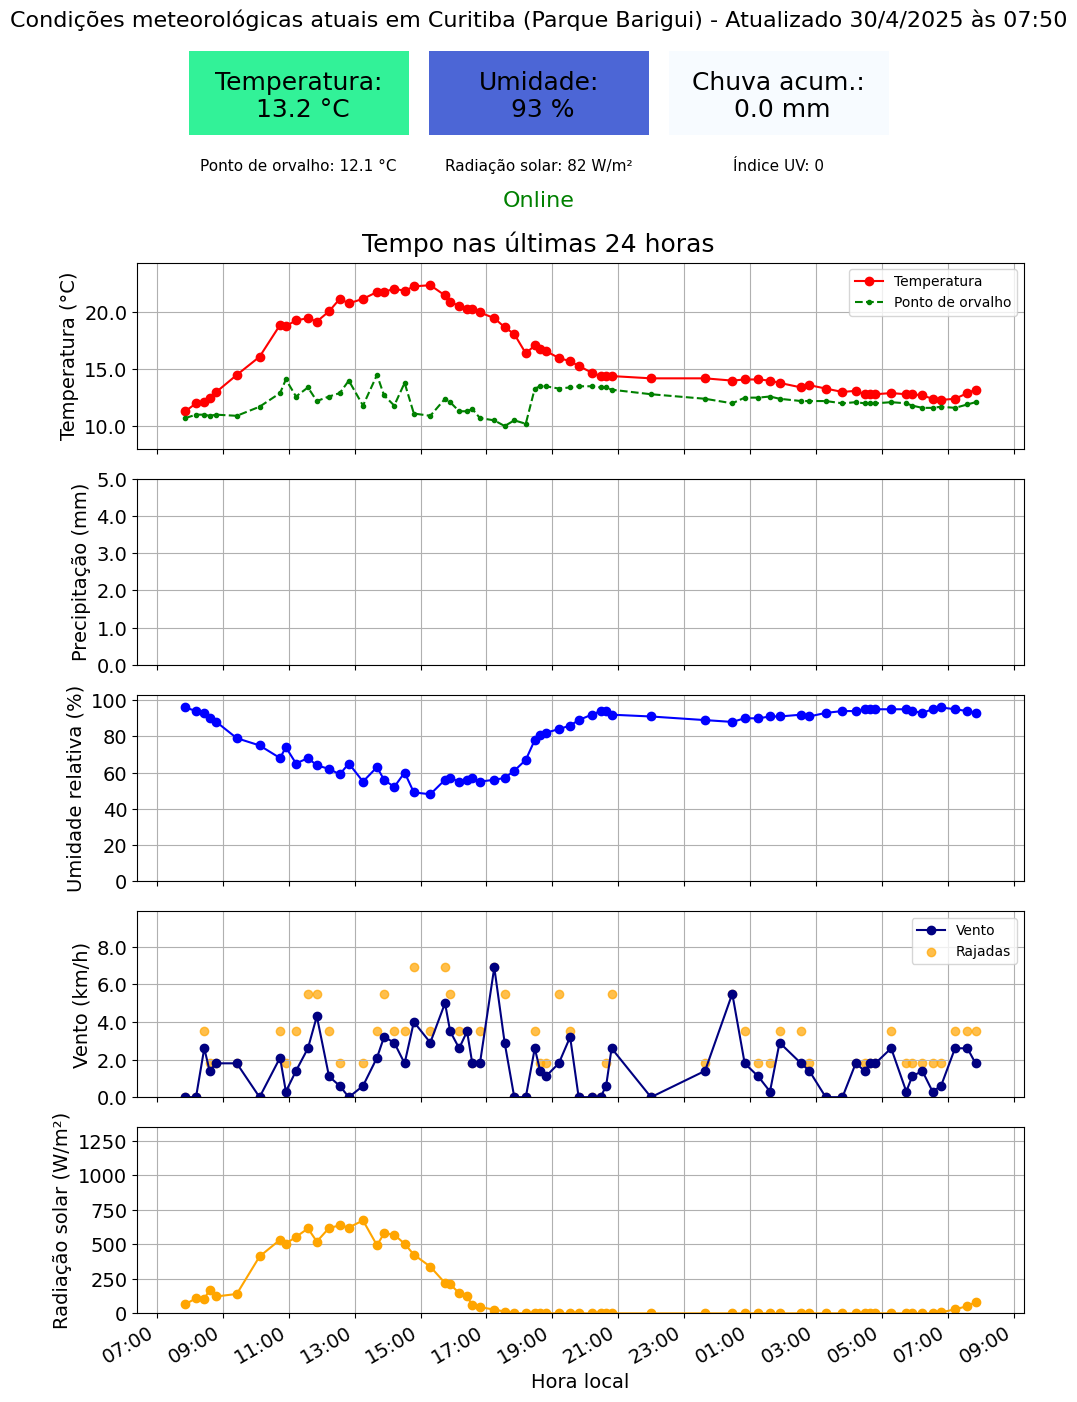 Condições meteorológicas atuais em Curitiba (Parque Barigui) - Atualizado 30/4/2025 às 07:50
Temperatura:
13.2 °C
Umidade:
93 %
Chuva acum.:
0.0 mm
Ponto de orvalho: 12.1 °C
Radiação solar: 82 W/m²
Índice UV: 0
Online
Tempo nas últimas 24 horas
Temperatura (°C)
20.0
15.0
10.0
Temperatura
Ponto de orvalho
Precipitação (mm)
5.0
4.0
3.0
2.0
1.0
0.0
Umidade relativa (%)
100
80
60
40
20
0
Vento (km/h)
8.0
6.0
4.0
2.0
0.0
Vento
Rajadas
Radiação solar (W/m²)
1250
1000
750
500
250
0
07:00
09:00
11:00
13:00
15:00
17:00
19:00
21:00
23:00
01:00
03:00
05:00
07:00
09:00
Hora local